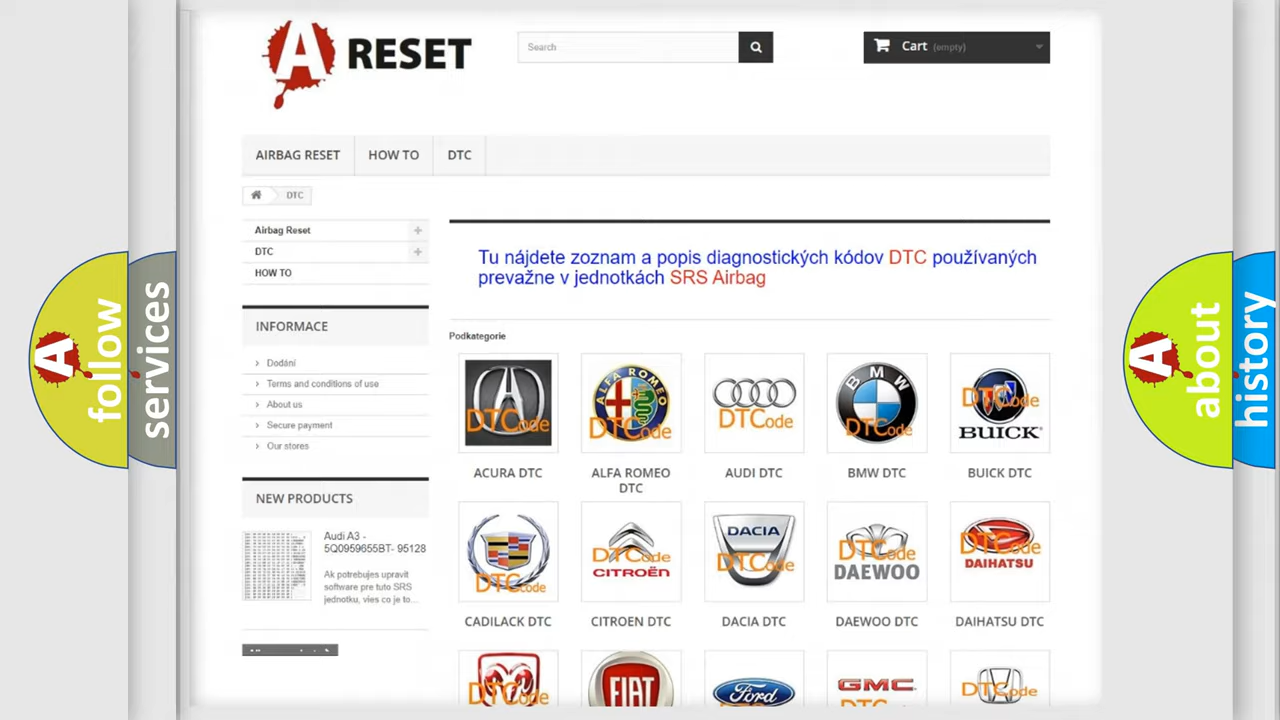 A RESET
Search
Cart (empty)
AIRBAG RESET
HOW TO
DTC
DTC
Airbag Reset
DTC
HOW TO
Tu nájdete zoznam a popis diagnostických kódov DTC používaných
prevažne v jednotkách SRS Airbag
INFORMACE
Dodání
Terms and conditions of use
About us
Secure payment
Our stores
NEW PRODUCTS
Audi A3 -
5Q0959655BT- 95128
Ak potrebujes upravit
software pre tuto SRS
jednotku, vies co je to...
Podkategorie
DTCode
ALFA ROMEO
DTCode
DTCode
BMW
DTCode
DTCode
BUICK
ACURA DTC
ALFA ROMEO
DTC
AUDI DTC
BMW DTC
BUICK DTC
DTCode
DTCode
CITROËN
DACIA
DTCode
DTCode
DAEWOO
DTCode
DAIHATSU
CADILACK DTC
CITROEN DTC
DACIA DTC
DAEWOO DTC
DAIHATSU DTC
DTCode
FIAT
Ford
DTCode
GMC
DTCode
A follow
services
A about
history